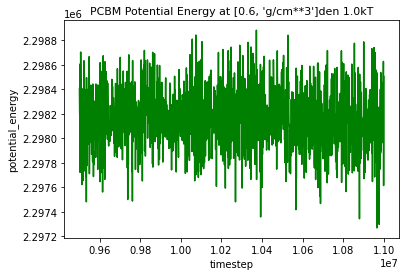 PCBM Potential Energy at [0.6, 'g/cm**3']den 1.0kT
1e6
2.2988
2.2986
2.2984
2.2982
2.2980
2.2978
2.2976
2.2974
2.2972
potential_energy
0.96 0.98 1.00 1.02 1.04 1.06 1.08 1.10
timestep
1e7